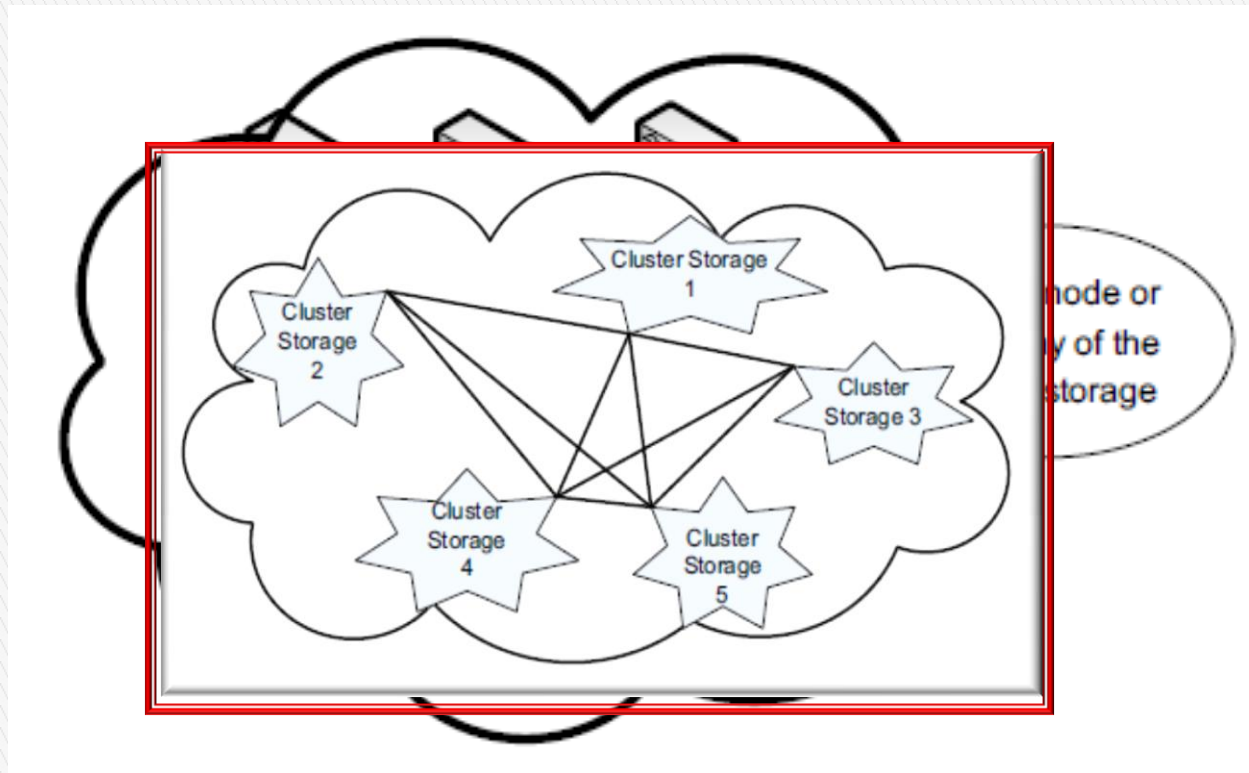 Cluster Storage
1
Cluster
Storage
2
Cluster
Storage 3
Cluster
Storage
4
Cluster
Storage
5
or
of the
storage